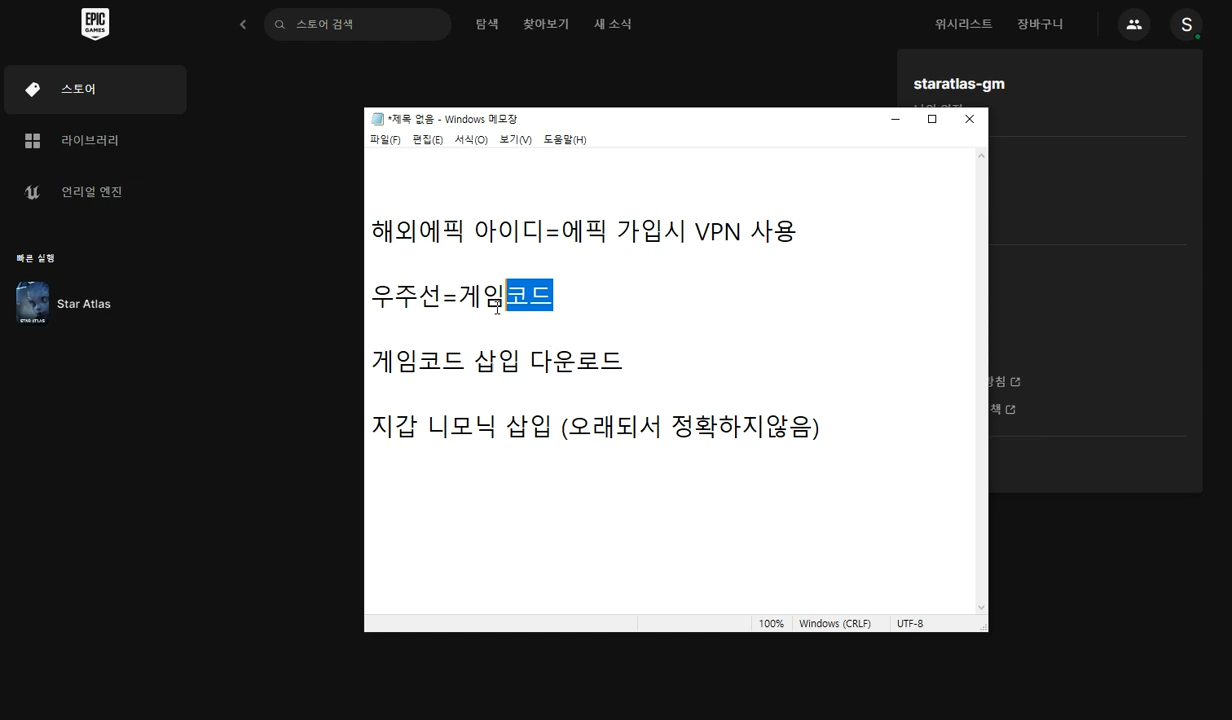 EPIC
GAMES
스토어 검색
탐색
찾아보기
새 소식
위시리스트
장바구니
S
스토어
라이브러리
언리얼 엔진
빠른 실행
STAR ATLAS
Star Atlas
staratlas-gm
*제목 없음 - Windows 메모장
파일(F) 편집(E) 서식(O) 보기(V) 도움말(H)
해외에픽 아이디=에픽 가입시 VPN 사용
우주선=게임코드
게임코드 삽입 다운로드
지갑 니모닉 삽입 (오래되서 정확하지않음)
100% Windows (CRLF) UTF-8